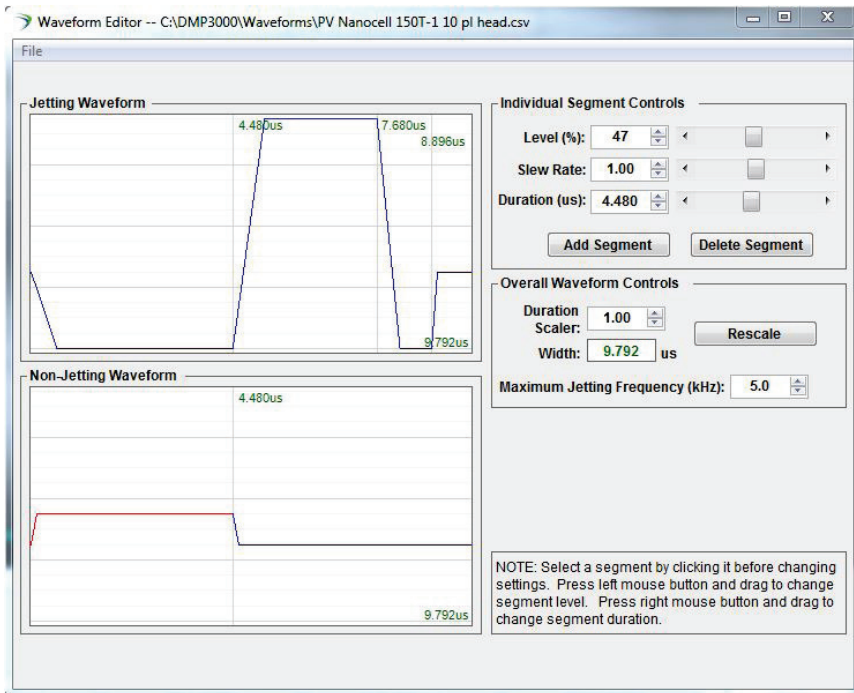 Waveform Editor -- C:\DMP3000\Waveforms\PV Nanocell 150T-1 10 pl head.csv
File
Jetting Waveform
4.480us
7.680us
8.896us
9.792us
Non-Jetting Waveform
4.480us
9.792us
Individual Segment Controls
Level (%): 47
Slew Rate: 1.00
Duration (us): 4.480
Add Segment Delete Segment
Overall Waveform Controls
Duration
Scaler: 1.00
Rescale
Width: 9.792 us
Maximum Jetting Frequency (kHz): 5.0
NOTE: Select a segment by clicking it before changing
settings. Press left mouse button and drag to change
segment level. Press right mouse button and drag to
change segment duration.